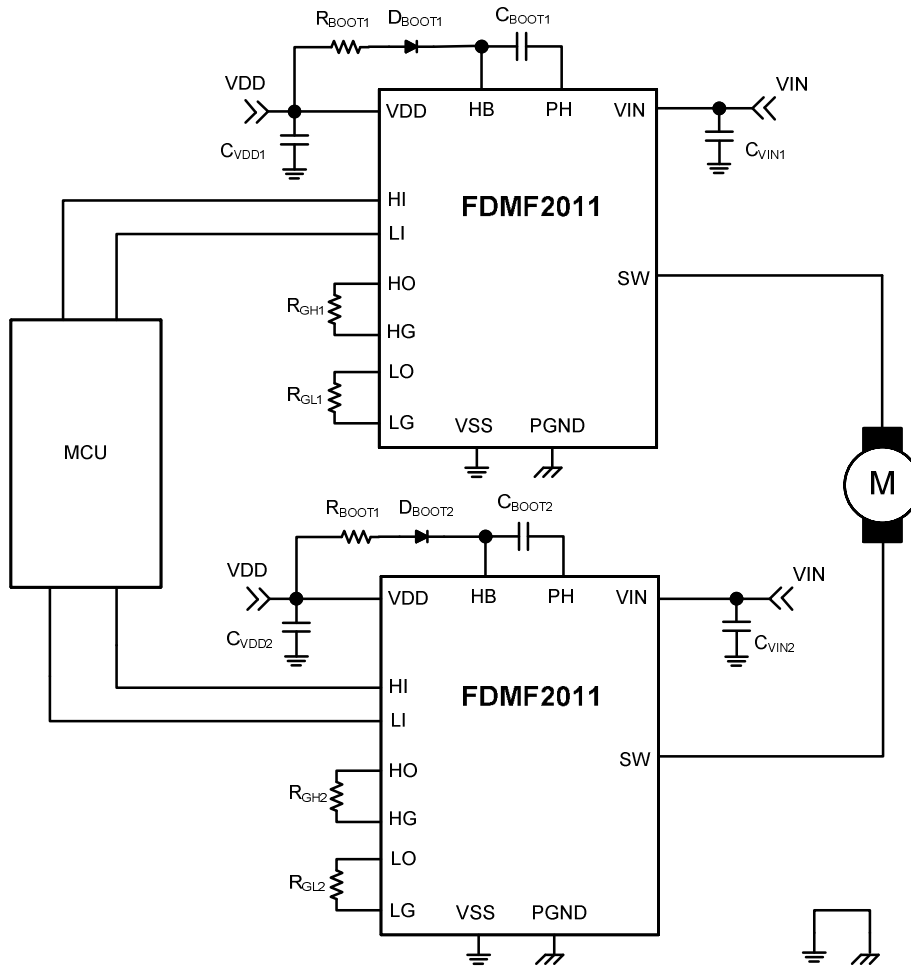 RBOOT1 DBOOT1 CBOOT1
VDD VIN
VDD HB PH VIN
CVDD1 CVIN1
HI FDMF2011
LI
HO SW
RGH1
HG
LO
RGL1
LG VSS PGND
MCU
M
RBOOT1 DBOOT2 CBOOT2
VDD VIN
VDD HB PH VIN
CVDD2 CVIN2
HI FDMF2011
LI
SW
HO
RGH2
HG
LO
RGL2
LG VSS PGND